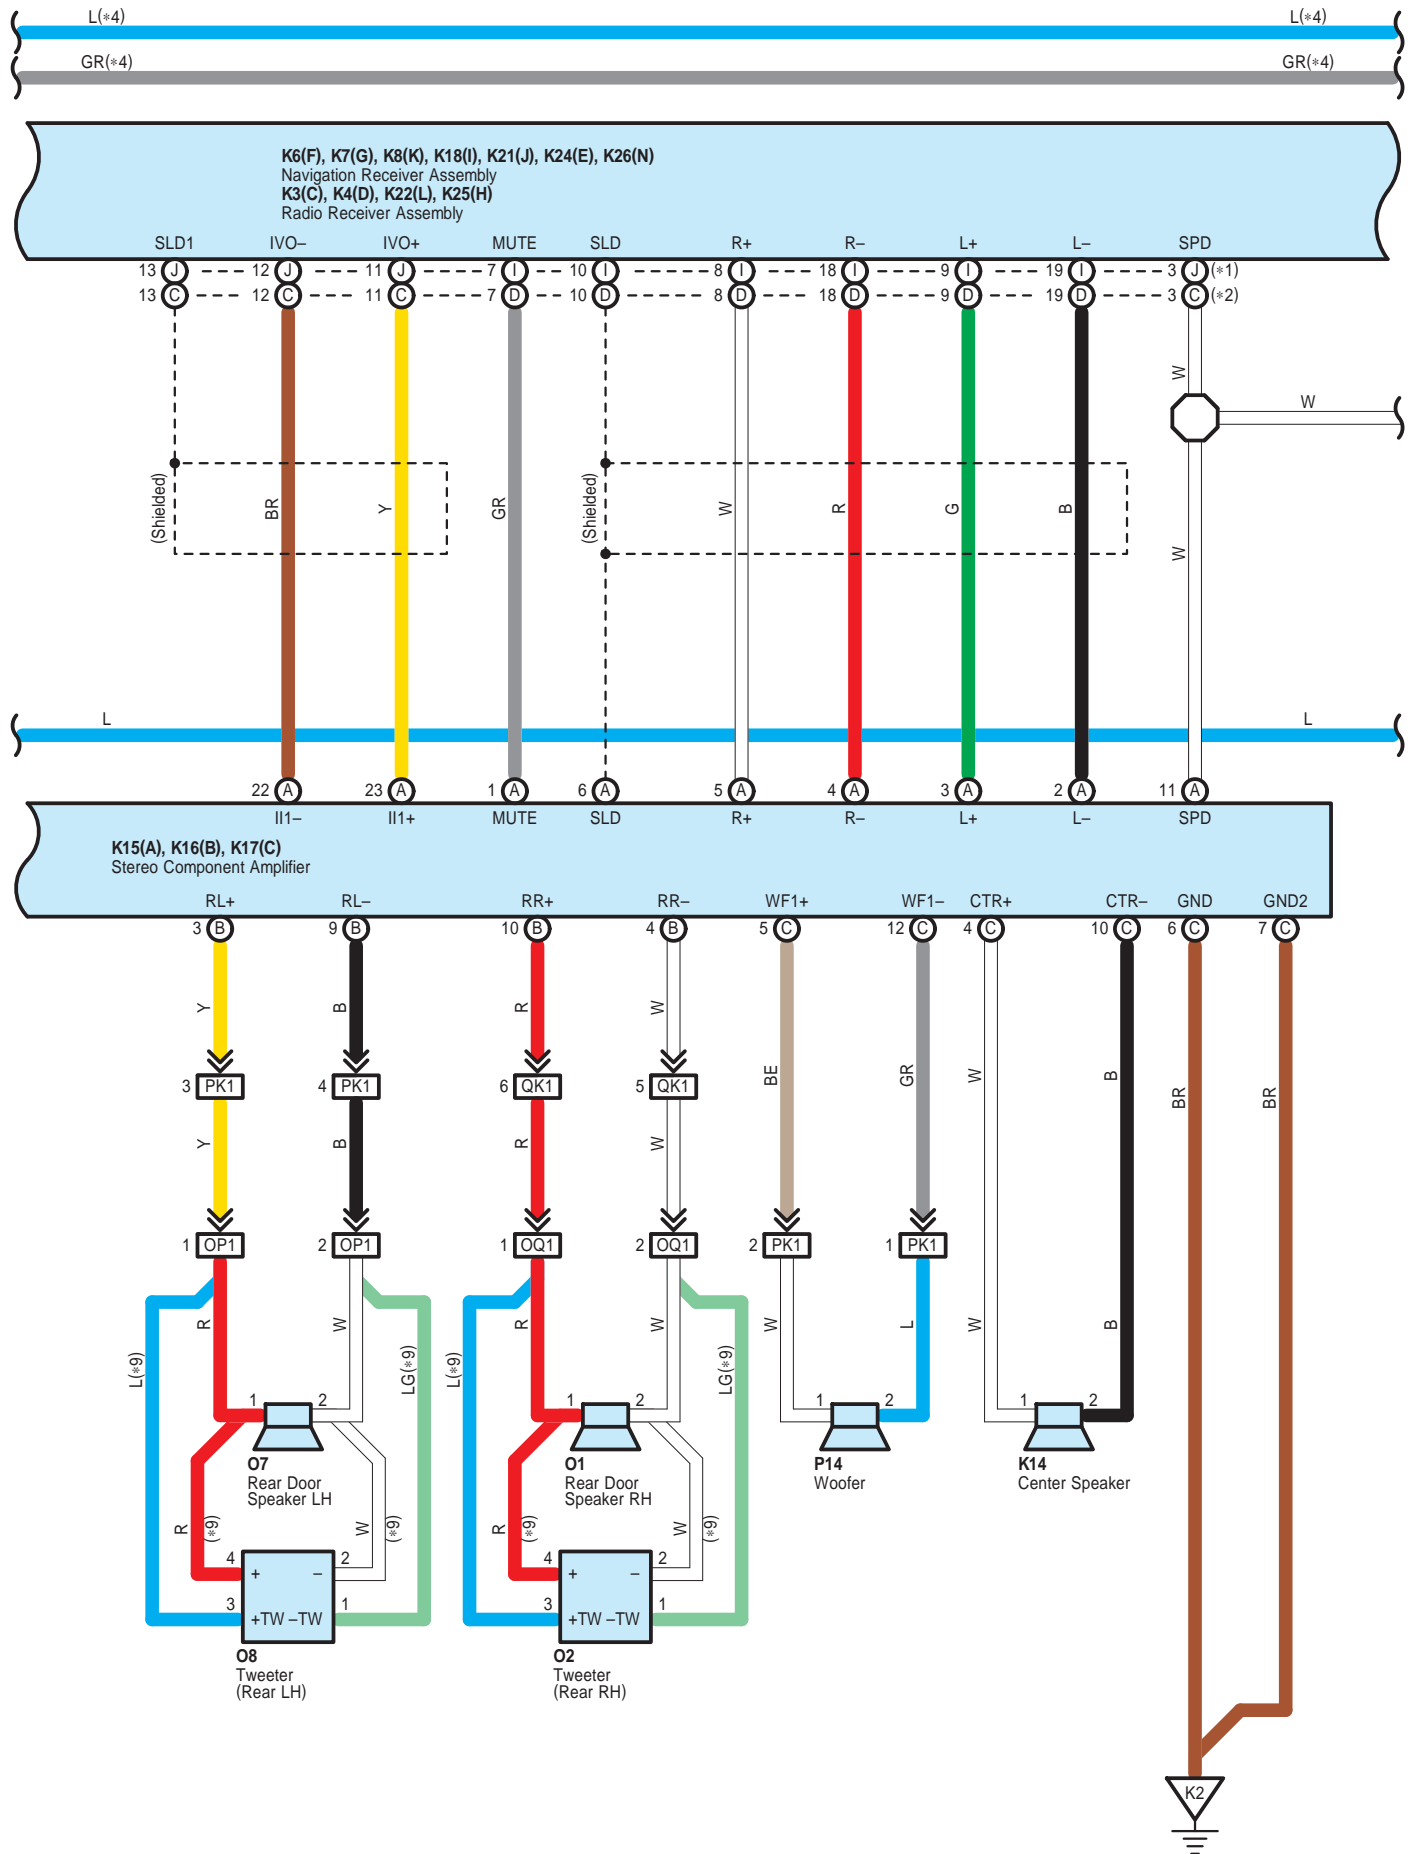 L(*4) L(*4)
GR(*4) GR(*4)
K6(F), K7(G), K8(K), K18(I), K21(J), K24(E), K26(N)
Navigation Receiver Assembly
K3(C), K4(D), K22(L), K25(H)
Radio Receiver Assembly
SLD1 IVO– IVO+ MUTE SLD R+ R– L+ L– SPD
13 J 12 J 11 J 7 I 10 I 8 I 18 I 9 I 19 I 3 J (*1)
13 C 12 C 11 C 7 D 10 D 8 D 18 D 9 D 19 D 3 C (*2)
W
W
(Shielded) BR Y GR (Shielded) W R G B
W
L L
22 A 23 A 1 A 6 A 5 A 4 A 3 A 2 A 11 A
II1– II1+ MUTE SLD R+ R– L+ L– SPD
K15(A), K16(B), K17(C)
Stereo Component Amplifier
RL+ RL– RR+ RR– WF1+ WF1– CTR+ CTR– GND GND2
3 B 9 B 10 B 4 B 5 C 12 C 4 C 10 C 6 C 7 C
Y B R W
BE GR W B BR BR
3 PK1 4 PK1 6 QK1 5 QK1
Y B R W
1 OP1 2 OP1 1 OQ1 2 OQ1 2 PK1 1 PK1
R W R W W L W B
L(*9) LG(*9) L(*9) LG(*9)
1 2 1 2 1 2 1 2
O7 O1 P14 K14
Rear Door Rear Door Woofer Center Speaker
Speaker LH Speaker RH
R (*9) W (*9) R (*9) W (*9)
4 + – 2 4 + – 2
3 +TW –TW 1 3 +TW –TW 1
O8 O2
Tweeter Tweeter
(Rear LH) (Rear RH)
K2